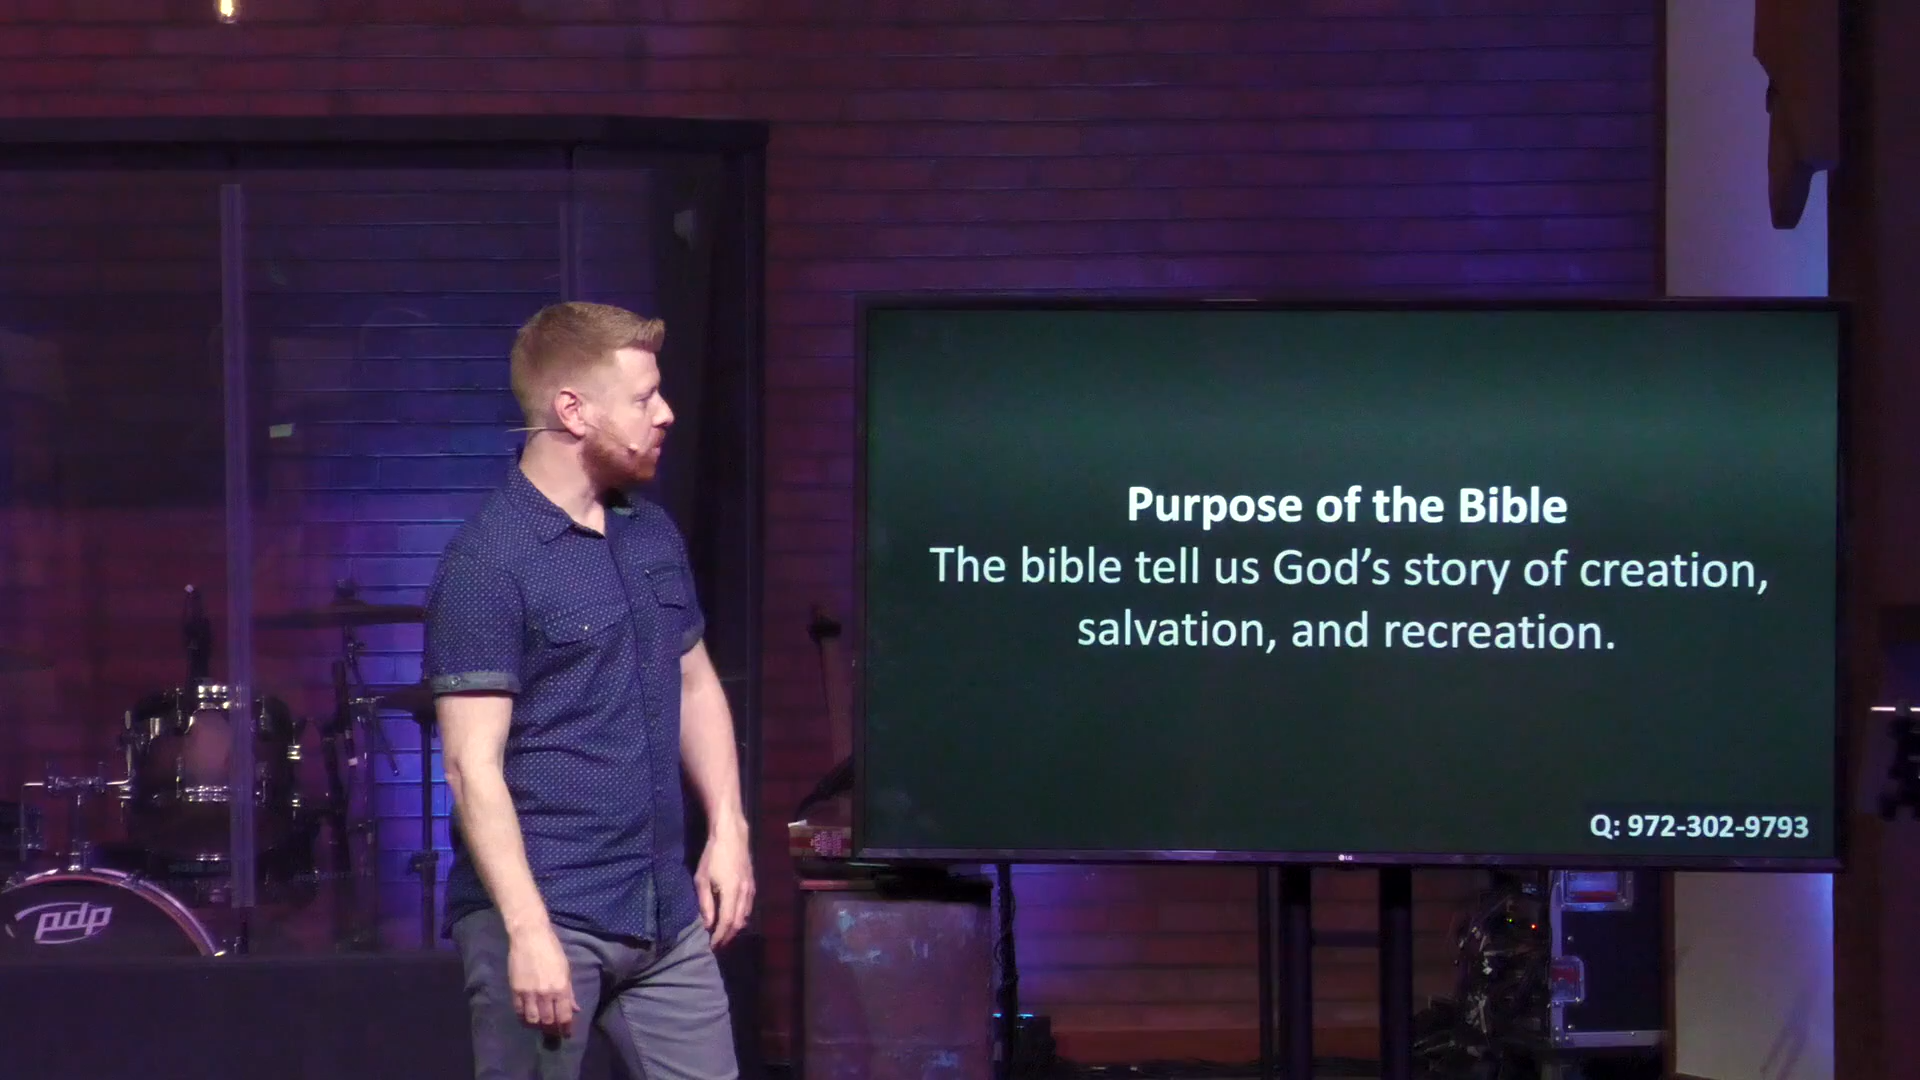 Purpose of the Bible
The bible tell us God's story of creation,
salvation, and recreation.
Q: 972-302-9793
LG
pdp